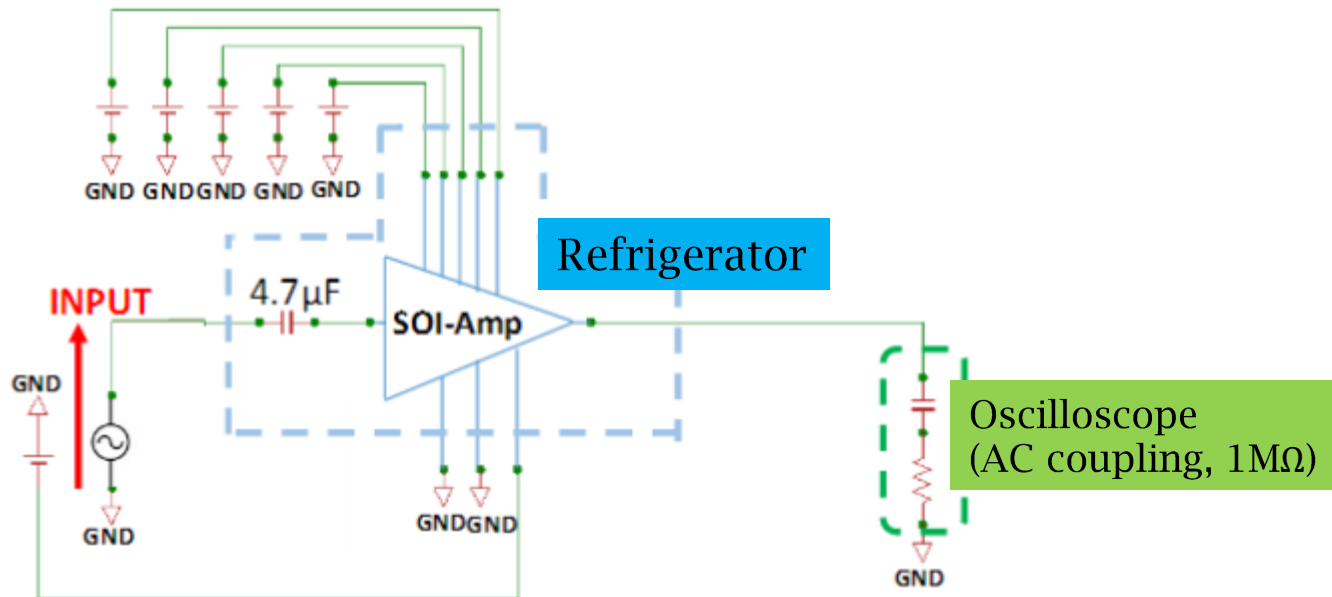 GND GND GND GND GND
Refrigerator
INPUT
4.7μF
SOI-Amp
GND
Oscilloscope
(AC coupling, 1MΩ)
GND GND
GND
GND